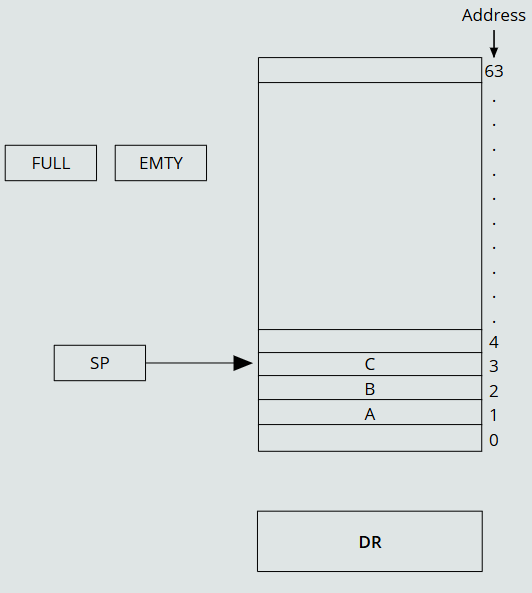 Address
63
.
.
.
.
.
.
.
.
.
.
FULL EMTY
4
SP C 3
B 2
A 1
0
DR